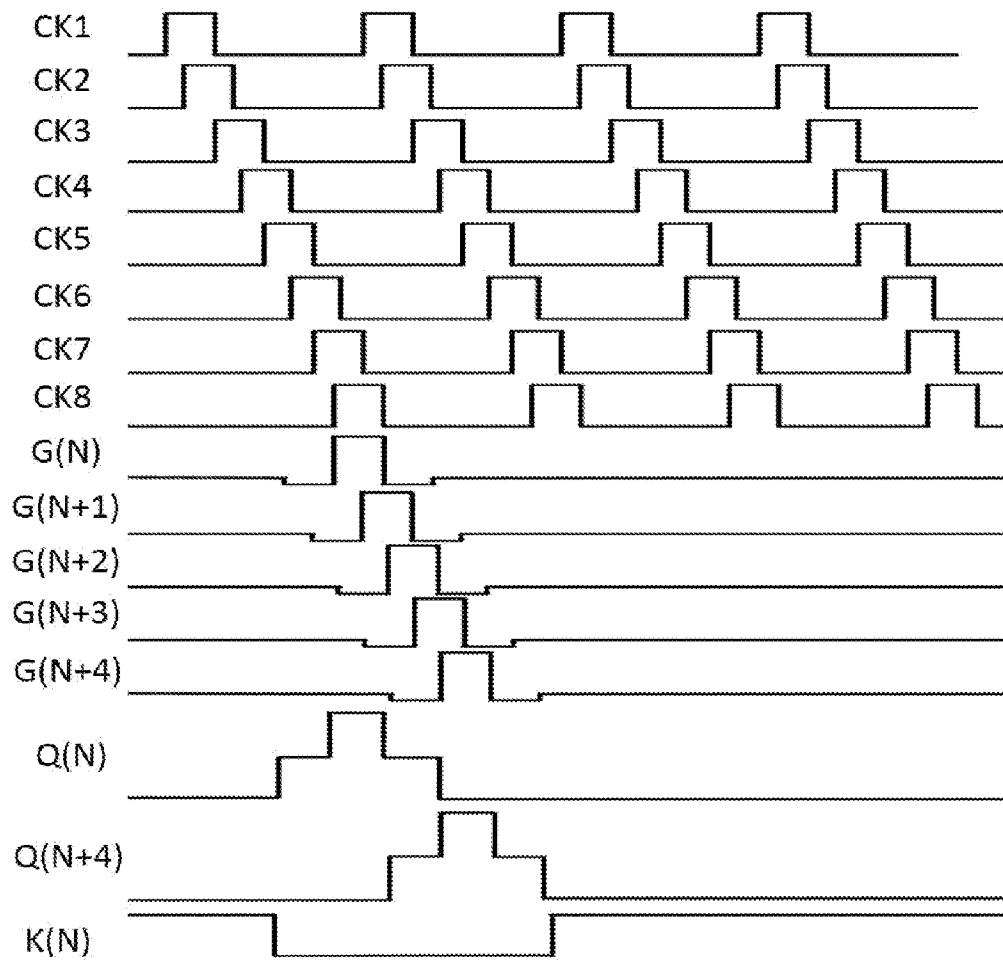 CK1
CK2
CK3
CK4
CK5
CK6
CK7
CK8
G(N)
G(N+1)
G(N+2)
G(N+3)
G(N+4)
Q(N)
Q(N+4)
K(N)